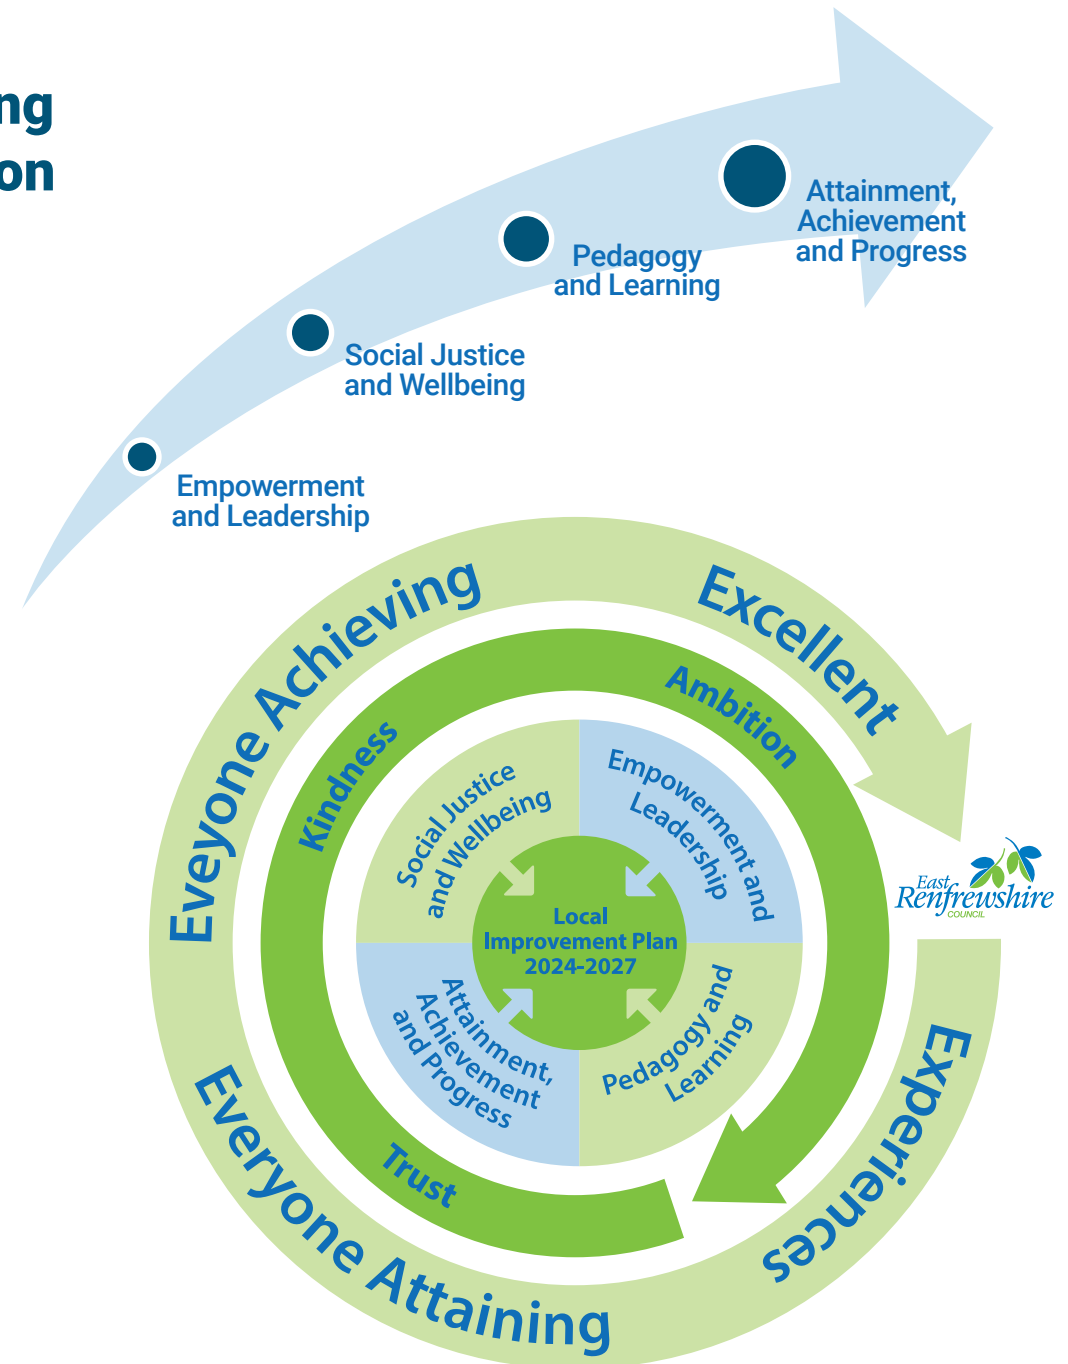 ng
on
Attainment,
Achievement
and Progress
Pedagogy
and Learning
Social Justice
and Wellbeing
Empowerment
and Leadership
Eveyone Achieving
Excellent
Experiences
Everyone Attaining
Kindness
Ambition
Trust
Social Justice
and Wellbeing
Empowerment and
Leadership
Pedagogy and
Learning
Attainment,
Achievement
and Progress
Local
Improvement Plan
2024-2027
East
Renfrewshire
COUNCIL